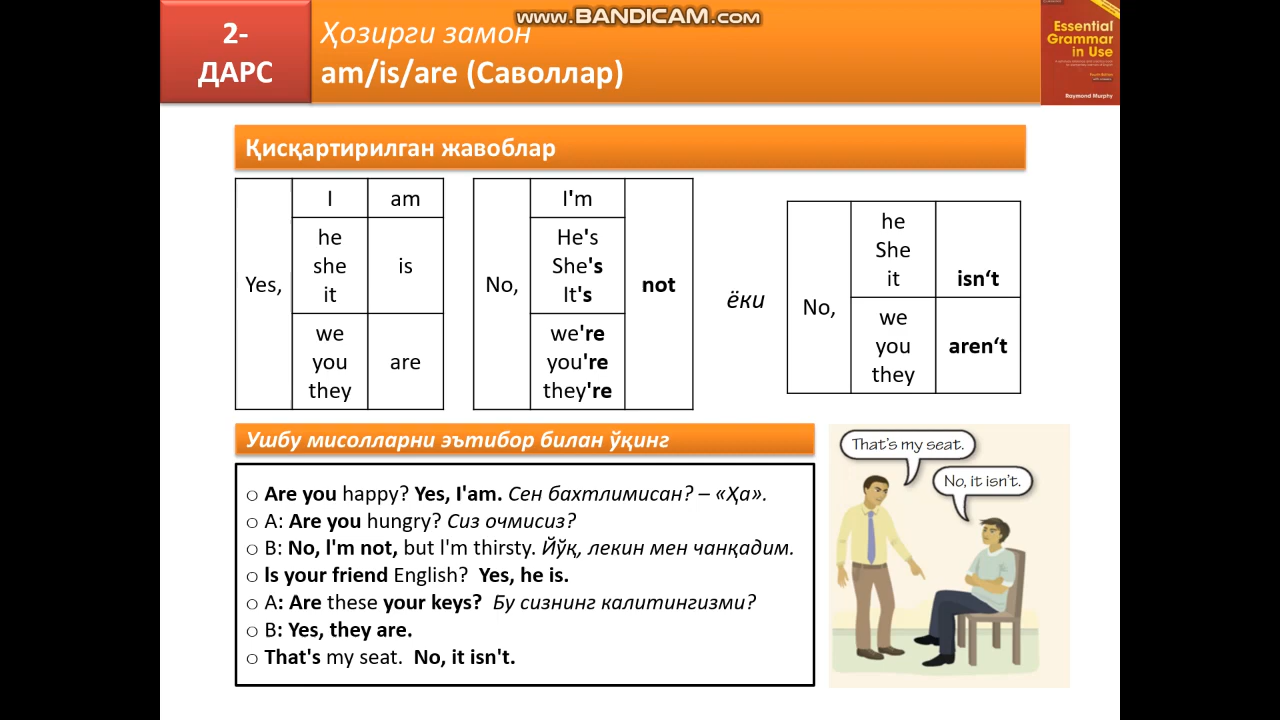 www.BANDICAM.com
2-
ДАРС
Ҳозирги замон
am/is/are (Саволлар)
Essential
Grammar
in Use
Raymond Murphy
Қисқартирилган жавоблар
Yes,
I
am
he
she
it
is
we
you
they
are
No,
I'm
He's
She's
It's
we're
you're
they're
not
ёки
No,
he
She
it
isn‘t
we
you
they
aren‘t
Ушбу мисолларни эътибор билан ўқинг
o Are you happy? Yes, I'am. Сен бахтлимисан? – «Ҳа».
o A: Are you hungry? Сиз очмисиз?
o B: No, I'm not, but I'm thirsty. Йўқ, лекин мен чанқадим.
o Is your friend English? Yes, he is.
o A: Are these your keys? Бу сизнинг калитингизми?
o B: Yes, they are.
o That's my seat. No, it isn't.
That's my seat.
No, it isn't.